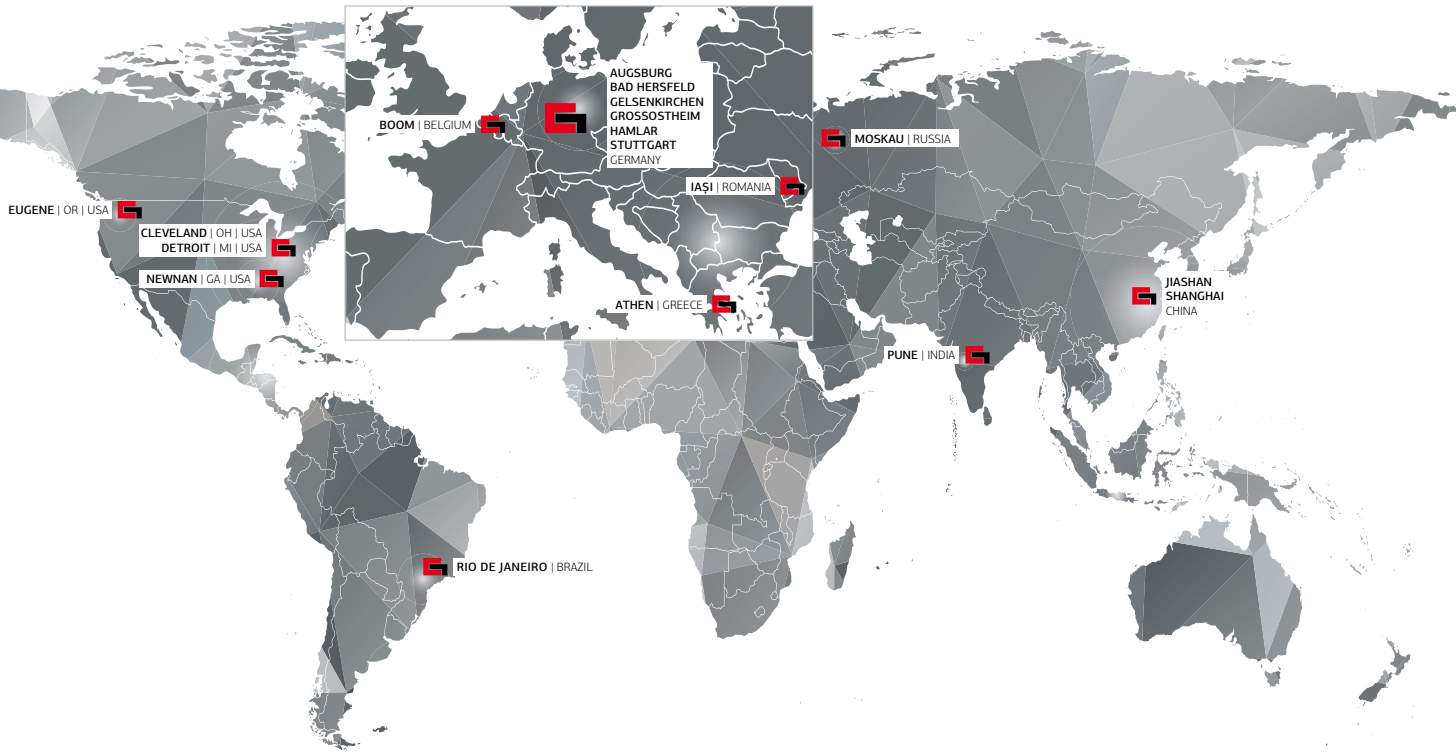 AUGSBURG
BAD HERSFELD
GELSENKIRCHEN
GROSSOSTHEIM
HAMLAR
STUTTGART
GERMANY
BOOM | BELGIUM
MOSKAU | RUSSIA
IAȘI | ROMANIA
EUGENE | OR | USA
CLEVELAND | OH | USA
DETROIT | MI | USA
NEWNAN | GA | USA
JIASHAN
SHANGHAI
CHINA
ATHEN | GREECE
PUNE | INDIA
RIO DE JANEIRO | BRAZIL